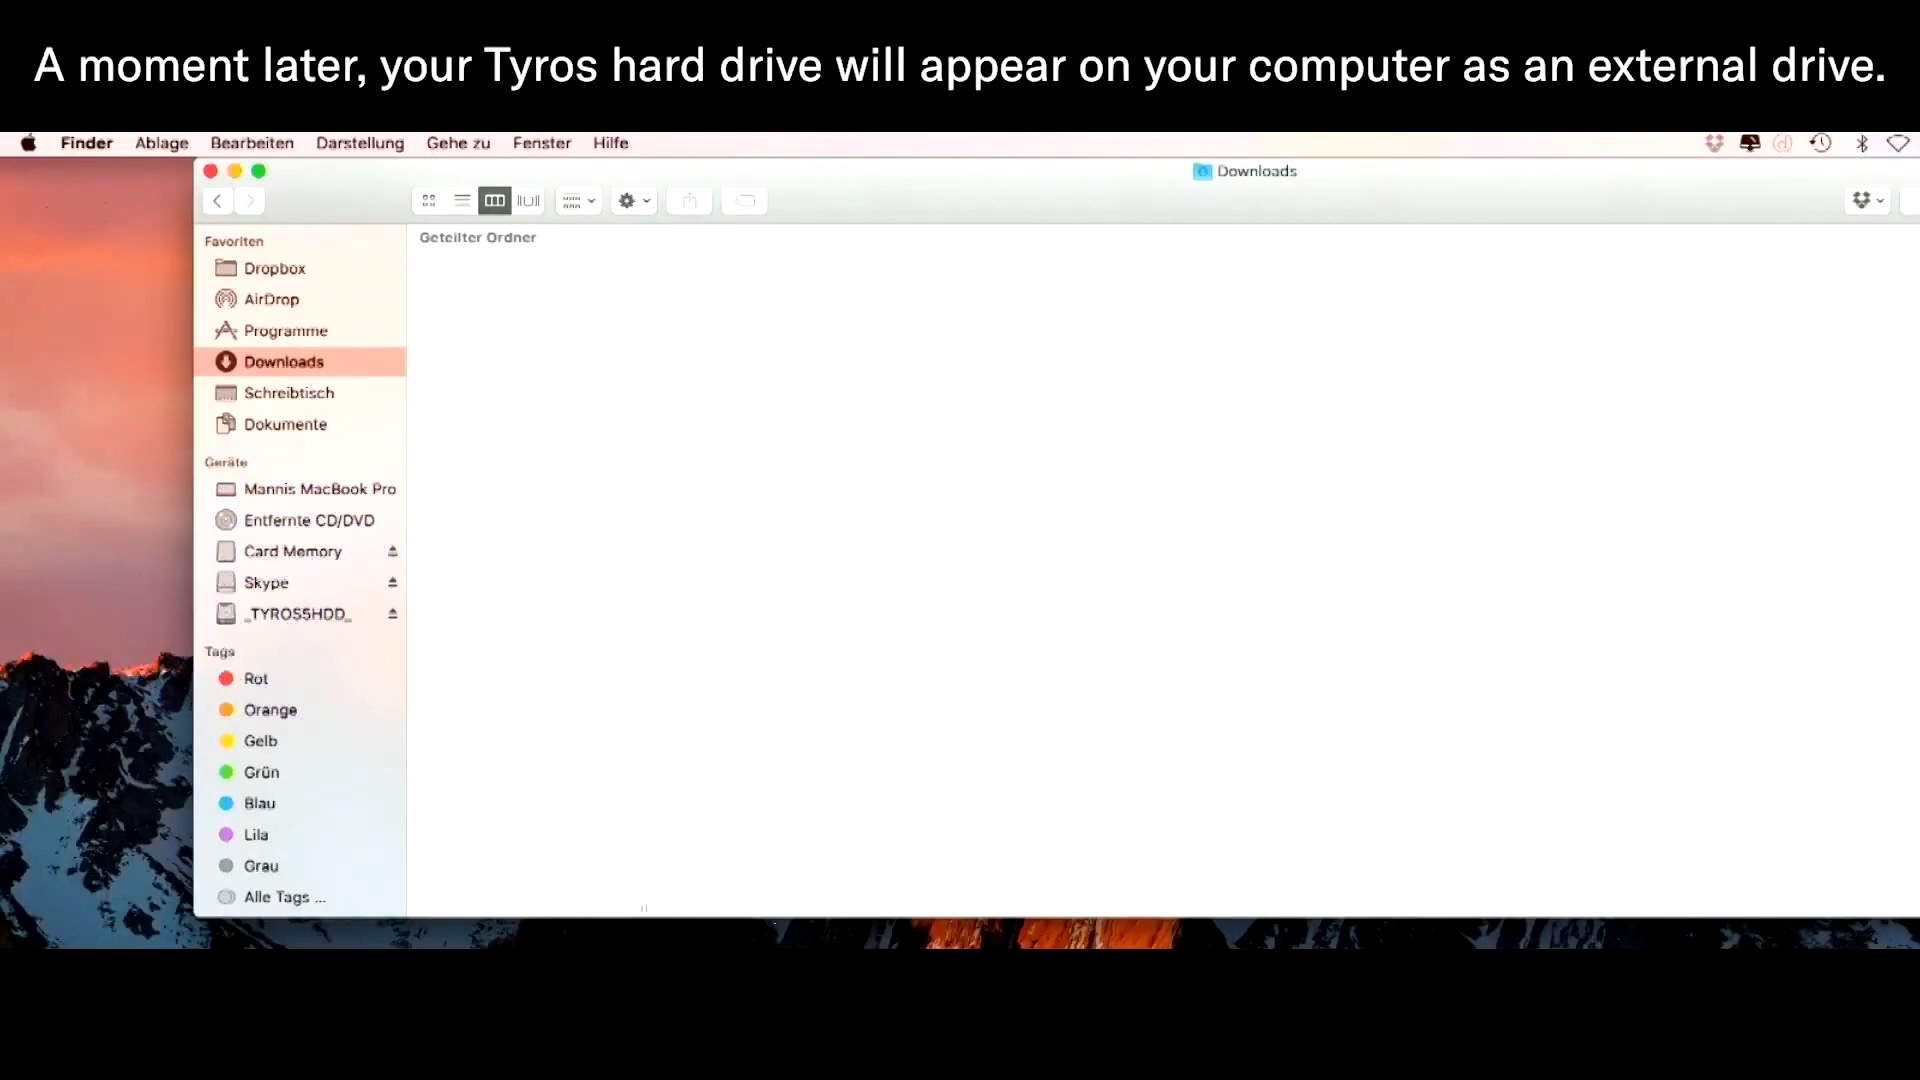 A moment later, your Tyros hard drive will appear on your computer as an external drive.
Finder Ablage Bearbeiten Darstellung Gehe zu Fenster Hilfe
Downloads
Geteilter Ordner
Favoriten
Dropbox
AirDrop
Programme
Downloads
Schreibtisch
Dokumente
Geräte
Mannis MacBook Pro
Entfernte CD/DVD
Card Memory
Skype
_TYROS5HDD_
Tags
Rot
Orange
Gelb
Grün
Blau
Lila
Grau
Alle Tags ...